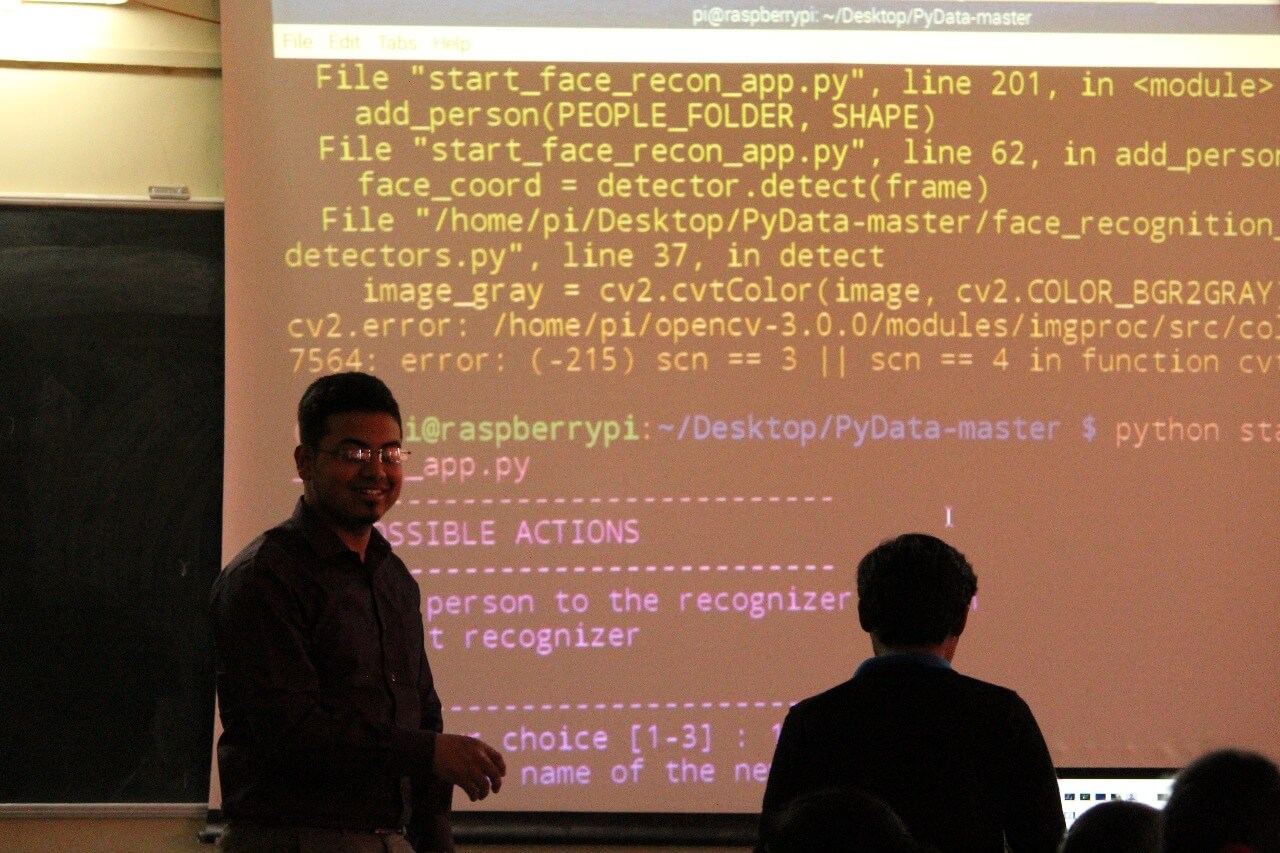 pi@raspberrypi: ~/Desktop/PyData-master
File Edit Tabs Help
File "start_face_recon_app.py", line 201, in <module>
add_person(PEOPLE_FOLDER, SHAPE)
File "start_face_recon_app.py", line 62, in add_person
face_coord = detector.detect(frame)
File "/home/pi/Desktop/PyData-master/face_recognition_
detectors.py", line 37, in detect
image_gray = cv2.cvtColor(image, cv2.COLOR_BGR2GRAY
cv2.error: /home/pi/opencv-3.0.0/modules/imgproc/src/co
7564: error: (-215) scn == 3 || scn == 4 in function cv
i@raspberrypi:~/Desktop/PyData-master $ python st
_app.py
----------------------------
OSSIBLE ACTIONS
----------------------------
person to the recognizer
t recognizer
----------------------------
choice [1-3] : 1
name of the ne